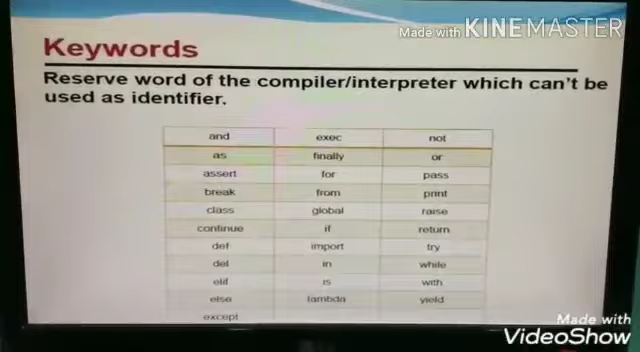 Made with KINEMASTER
Keywords
Reserve word of the compiler/interpreter which can't be
used as identifier.
and exec not
as finally or
assert for pass
break from print
class global raise
continue if return
def import try
del in while
elif is with
else lambda yield
except
Made with
VideoShow